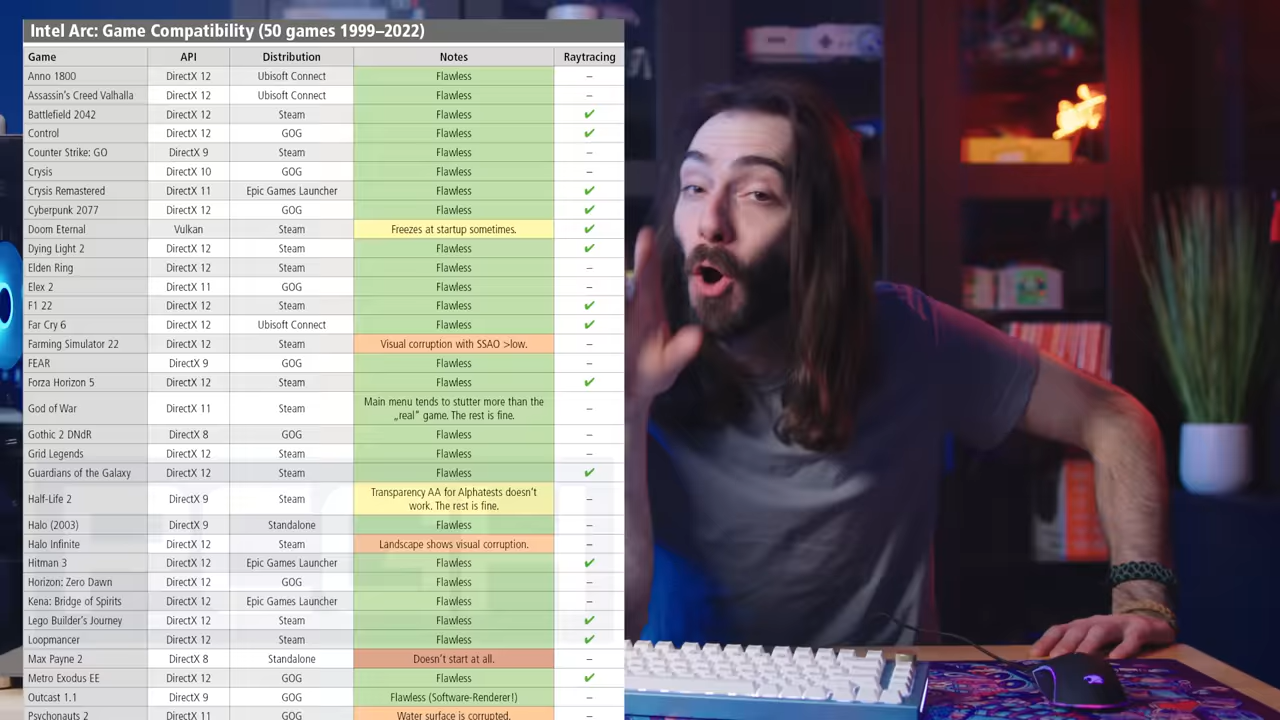 Intel Arc: Game Compatibility (50 games 1999–2022)
Game API Distribution Notes Raytracing
Anno 1800 DirectX 12 Ubisoft Connect Flawless –
Assassin's Creed Valhalla DirectX 12 Ubisoft Connect Flawless –
Battlefield 2042 DirectX 12 Steam Flawless ✔
Control DirectX 12 GOG Flawless ✔
Counter Strike: GO DirectX 9 Steam Flawless –
Crysis DirectX 10 GOG Flawless –
Crysis Remastered DirectX 11 Epic Games Launcher Flawless ✔
Cyberpunk 2077 DirectX 12 GOG Flawless ✔
Doom Eternal Vulkan Steam Freezes at startup sometimes. ✔
Dying Light 2 DirectX 12 Steam Flawless ✔
Elden Ring DirectX 12 Steam Flawless –
Elex 2 DirectX 11 GOG Flawless –
F1 22 DirectX 12 Steam Flawless ✔
Far Cry 6 DirectX 12 Ubisoft Connect Flawless ✔
Farming Simulator 22 DirectX 12 Steam Visual corruption with SSAO >low. –
FEAR DirectX 9 GOG Flawless –
Forza Horizon 5 DirectX 12 Steam Flawless ✔
God of War DirectX 11 Steam Main menu tends to stutter more than the
„real" game. The rest is fine. –
Gothic 2 DNdR DirectX 8 GOG Flawless –
Grid Legends DirectX 12 Steam Flawless –
Guardians of the Galaxy DirectX 12 Steam Flawless ✔
Half-Life 2 DirectX 9 Steam Transparency AA for Alphatests doesn't
work. The rest is fine. –
Halo (2003) DirectX 9 Standalone Flawless –
Halo Infinite DirectX 12 Steam Landscape shows visual corruption. –
Hitman 3 DirectX 12 Epic Games Launcher Flawless ✔
Horizon: Zero Dawn DirectX 12 GOG Flawless –
Kena: Bridge of Spirits DirectX 12 Epic Games Launcher Flawless –
Lego Builder's Journey DirectX 12 Steam Flawless ✔
Loopmancer DirectX 12 Steam Flawless ✔
Max Payne 2 DirectX 8 Standalone Doesn't start at all. –
Metro Exodus EE DirectX 12 GOG Flawless ✔
Outcast 1.1 DirectX 9 GOG Flawless (Software-Renderer!) –
Psychonauts 2 DirectX 11 GOG Water surface is corrupted. –